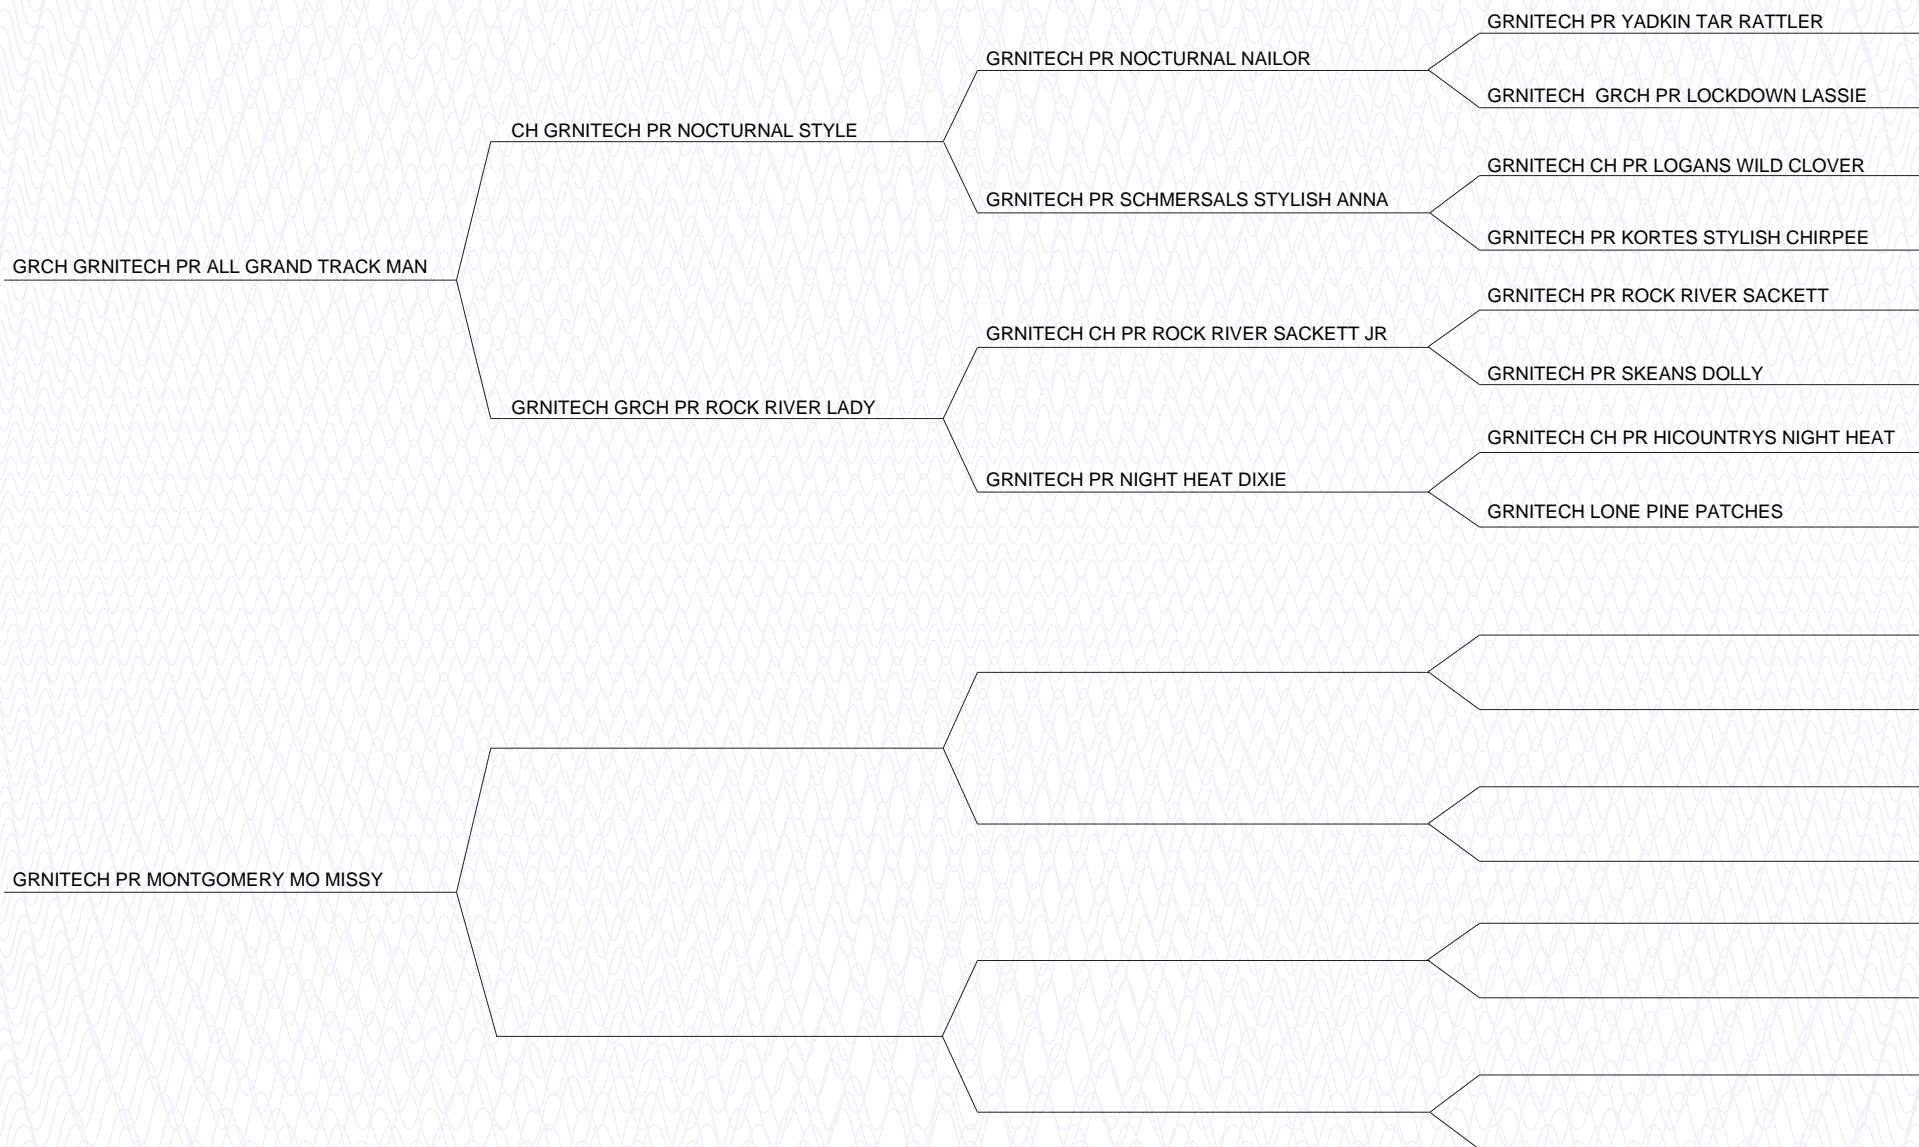 GRNITECH PR YADKIN TAR RATTLER
GRNITECH PR NOCTURNAL NAILOR
GRNITECH  GRCH PR LOCKDOWN LASSIE
CH GRNITECH PR NOCTURNAL STYLE
GRNITECH CH PR LOGANS WILD CLOVER
GRNITECH PR SCHMERSALS STYLISH ANNA
GRNITECH PR KORTES STYLISH CHIRPEE
GRCH GRNITECH PR ALL GRAND TRACK MAN
GRNITECH PR ROCK RIVER SACKETT
GRNITECH CH PR ROCK RIVER SACKETT JR
GRNITECH PR SKEANS DOLLY
GRNITECH GRCH PR ROCK RIVER LADY
GRNITECH CH PR HICOUNTRYS NIGHT HEAT
GRNITECH PR NIGHT HEAT DIXIE
GRNITECH LONE PINE PATCHES
GRNITECH PR MONTGOMERY MO MISSY